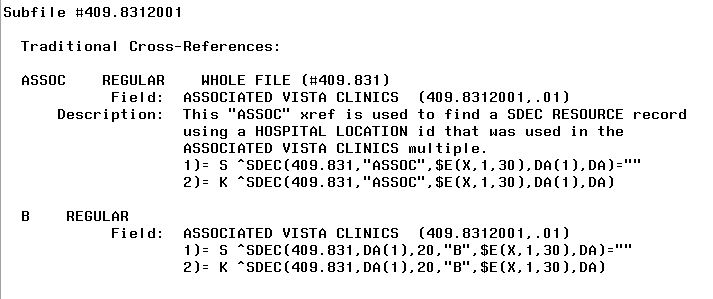 Subfile #409.8312001
Traditional Cross-References:
ASSOC REGULAR WHOLE FILE (#409.831)
Field: ASSOCIATED VISTA CLINICS (409.8312001,.01)
Description: This "ASSOC" xref is used to find a SDEC RESOURCE record
using a HOSPITAL LOCATION id that was used in the
ASSOCIATED VISTA CLINICS multiple.
1)= S ^SDEC(409.831,"ASSOC",$E(X,1,30),DA(1),DA)=""
2)= K ^SDEC(409.831,"ASSOC",$E(X,1,30),DA(1),DA)
B REGULAR
Field: ASSOCIATED VISTA CLINICS (409.8312001,.01)
1)= S ^SDEC(409.831,DA(1),20,"B",$E(X,1,30),DA)=""
2)= K ^SDEC(409.831,DA(1),20,"B",$E(X,1,30),DA)